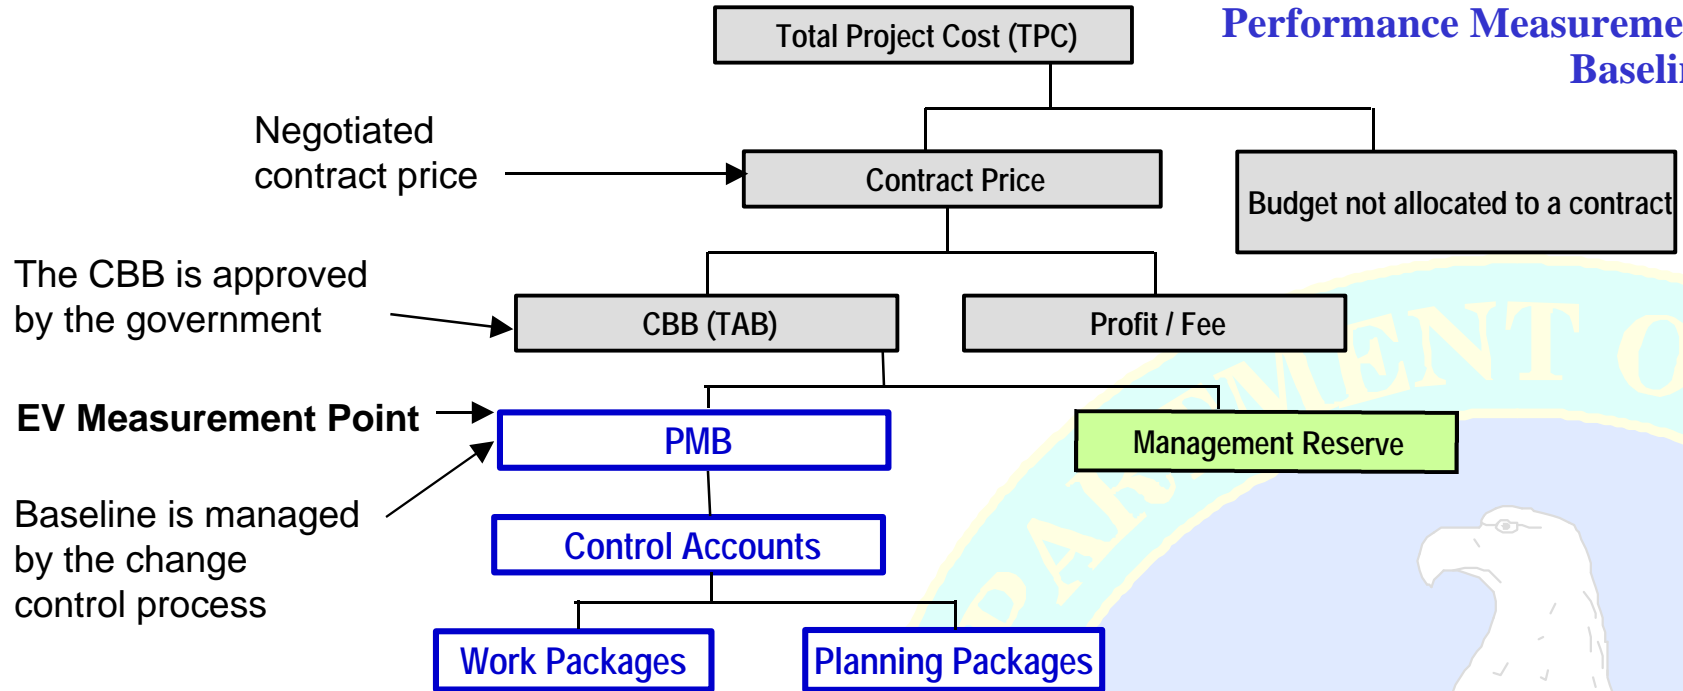 Total Project Cost (TPC)
Performance Measureme
Baseli
Negotiated
contract price
Contract Price
Budget not allocated to a contract
The CBB is approved
by the government
CBB (TAB)
Profit / Fee
EV Measurement Point
PMB
Management Reserve
Baseline is managed
by the change
control process
Control Accounts
Work Packages
Planning Packages
PARTMENT O